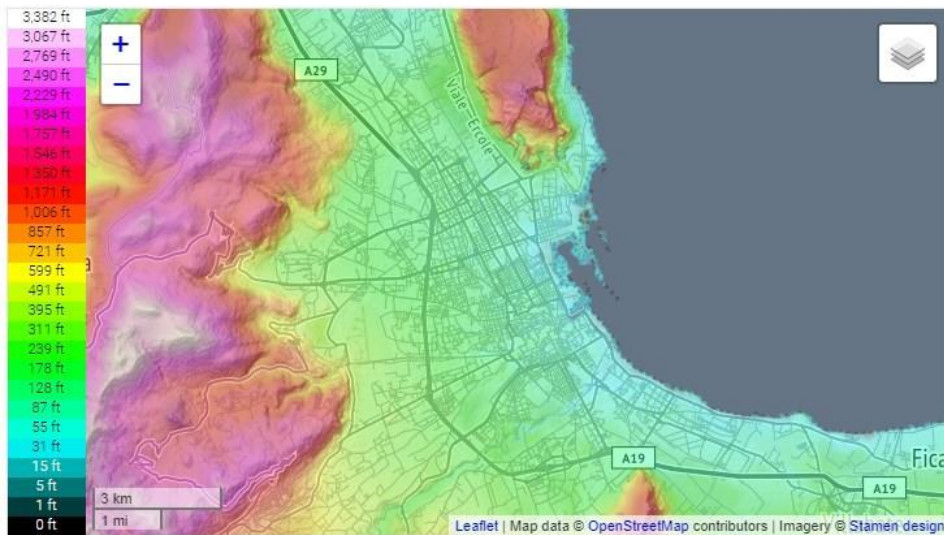 3,382 ft
3,067 ft
2,769 ft
2,490 ft
2,229 ft
1,984 ft
1,757 ft
1,546 ft
1,350 ft
1,171 ft
1,006 ft
857 ft
721 ft
599 ft
491 ft
395 ft
311 ft
239 ft
178 ft
128 ft
87 ft
55 ft
31 ft
15 ft
5 ft
1 ft
0 ft
+
−
A29
Viale Ercole
a
A19
Fica
A19
3 km
1 mi
Leaflet | Map data © OpenStreetMap contributors | Imagery © Stamen design